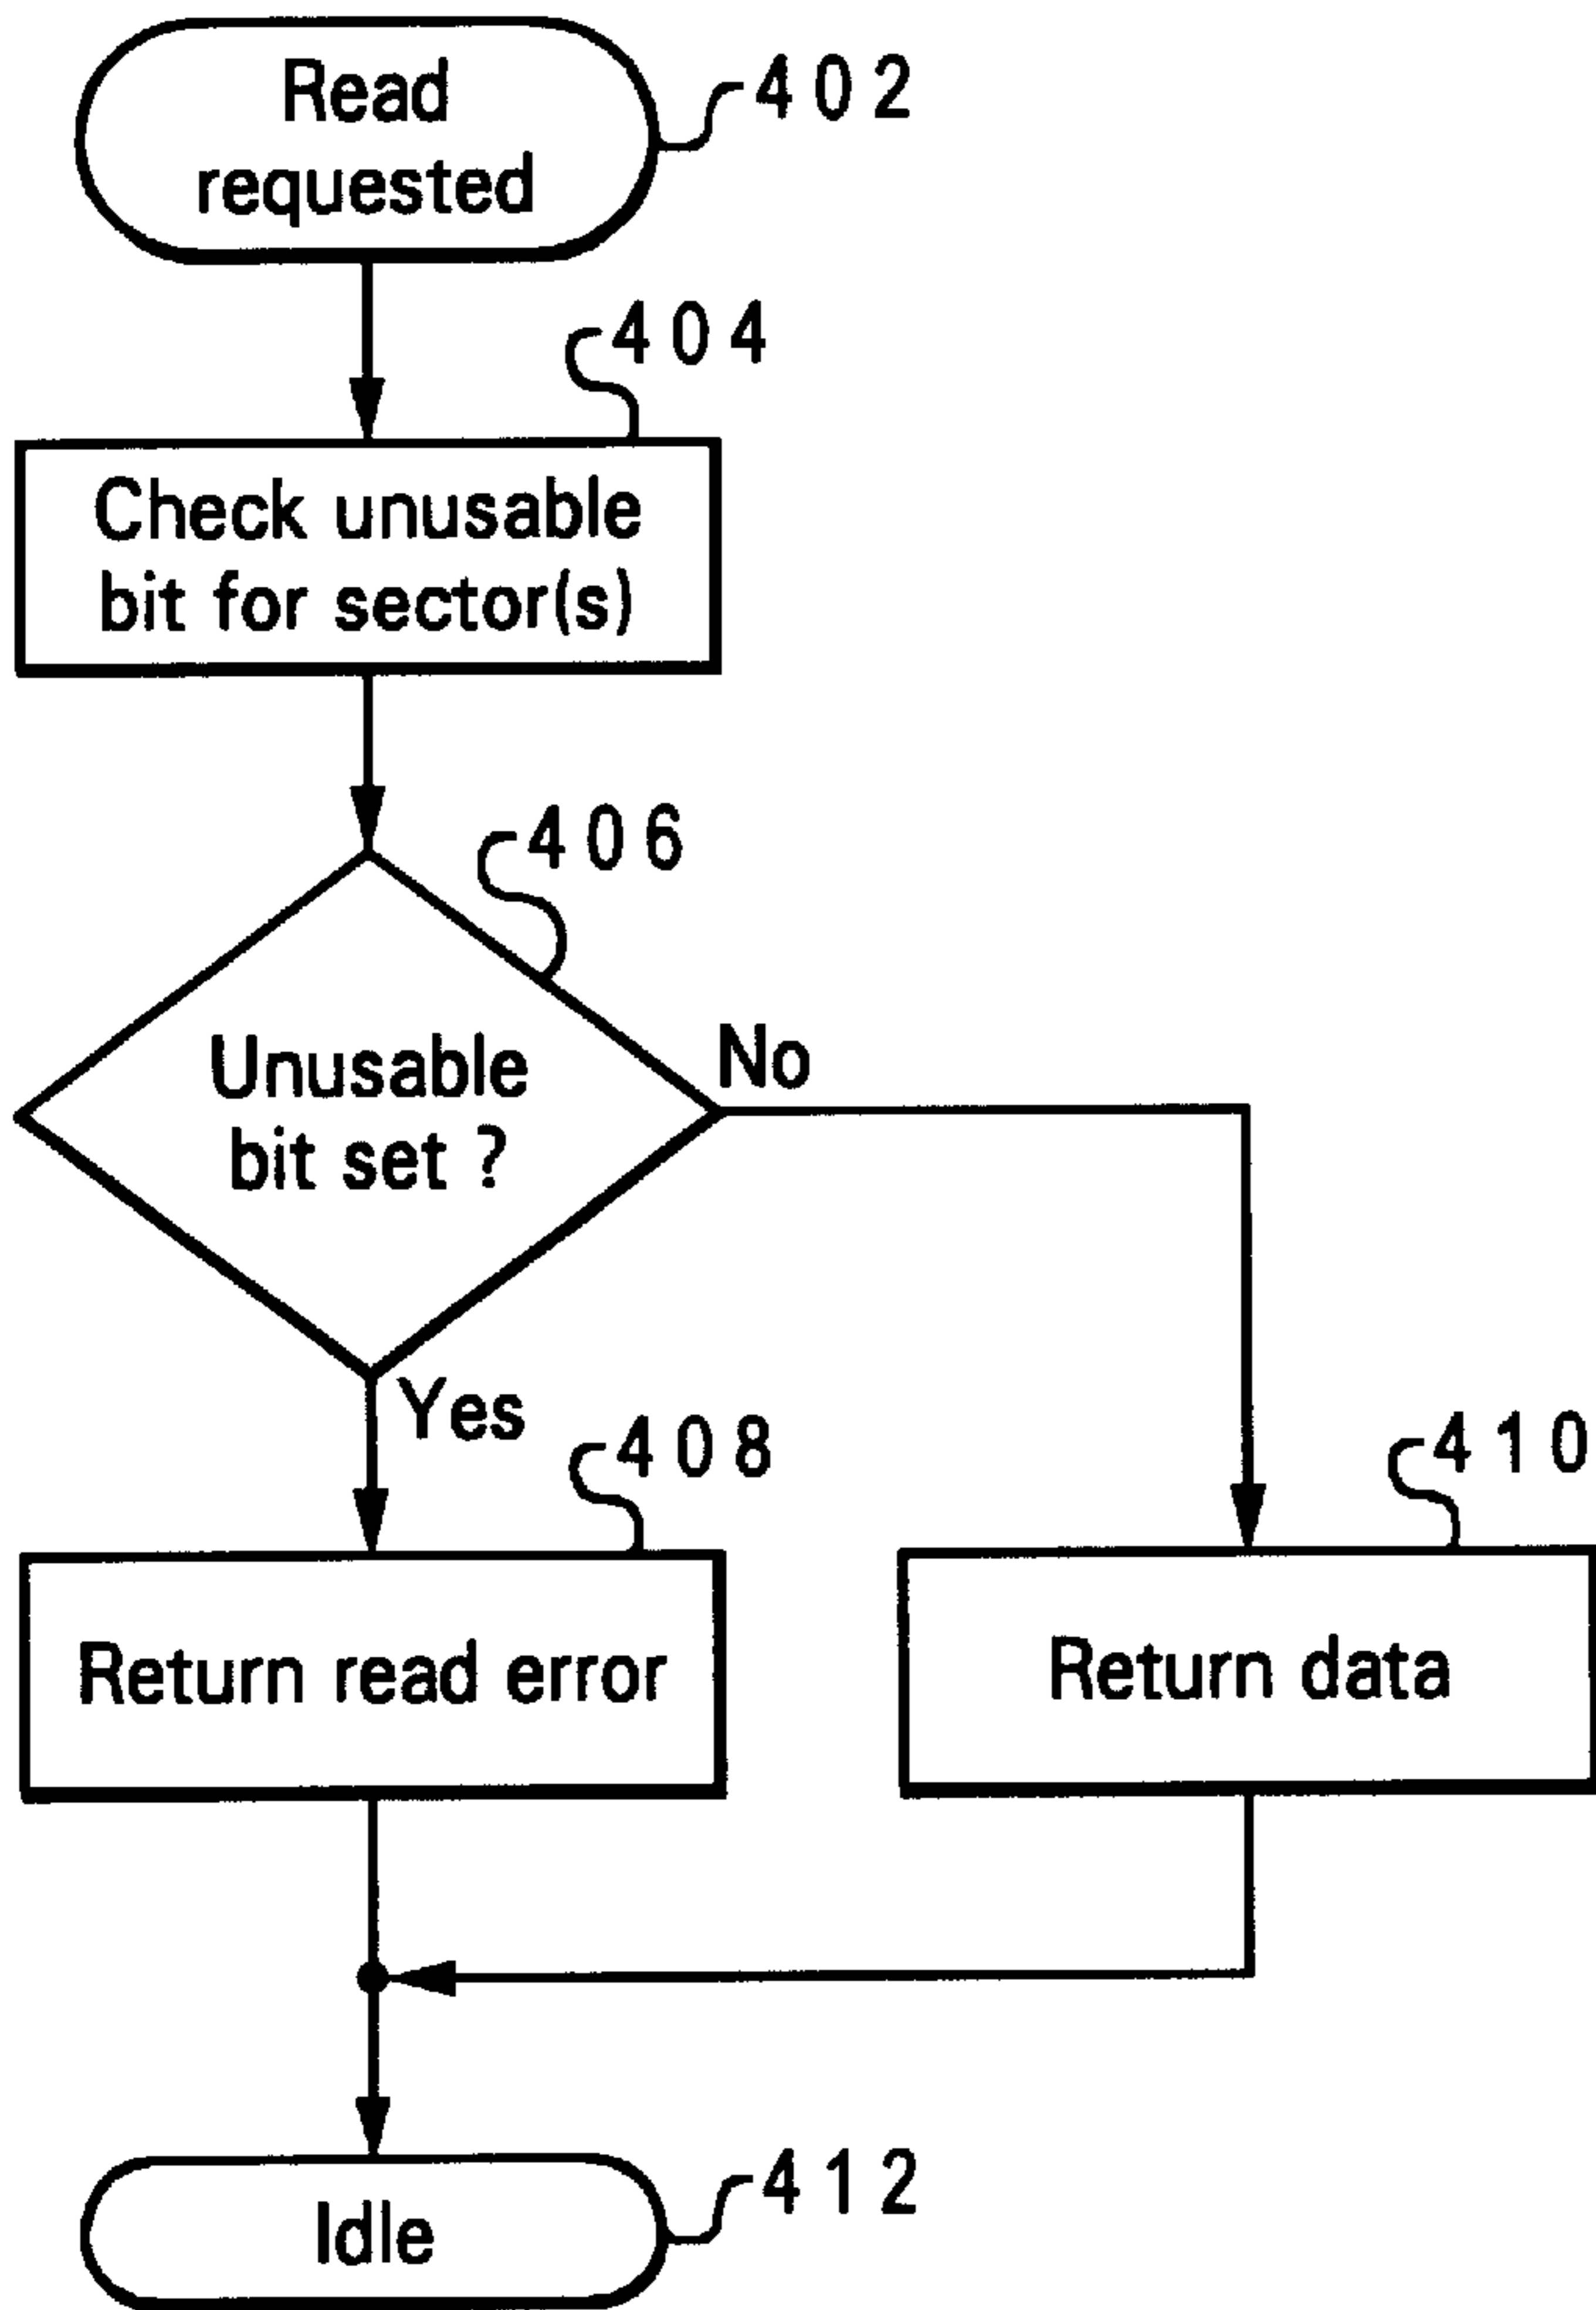 Read
requested
402
404
Check unusable
bit for sector(s)
406
Unusable
bit set ?
No
Yes
408
410
Return read error
Return data
Idle
412